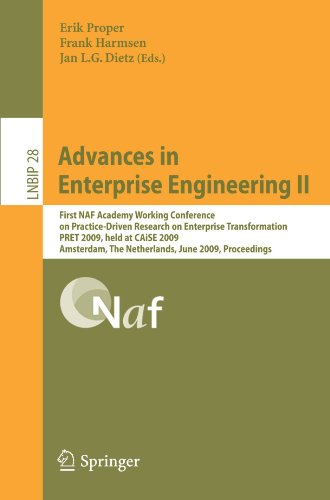 Erik Proper
Frank Harmsen
Jan L.G. Dietz (Eds.)
LNBIP 28
Advances in
Enterprise Engineering II
First NAF Academy Working Conference
on Practice-Driven Research on Enterprise Transformation
PRET 2009, held at CAiSE 2009
Amsterdam, The Netherlands, June 2009, Proceedings
Naf
Springer